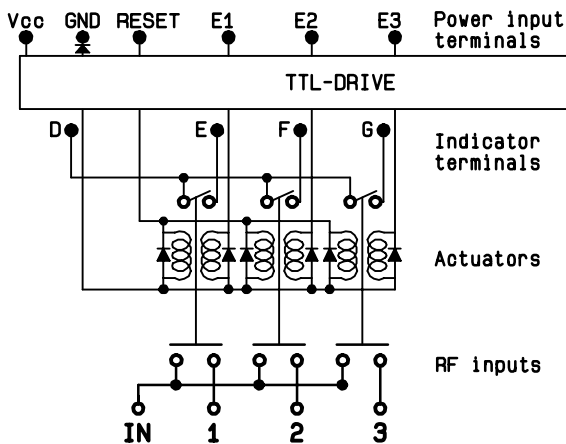 Vcc GND RESET E1 E2 E3 Power input
terminals
TTL-DRIVE
D E F G Indicator
terminals
Actuators
RF inputs
IN 1 2 3